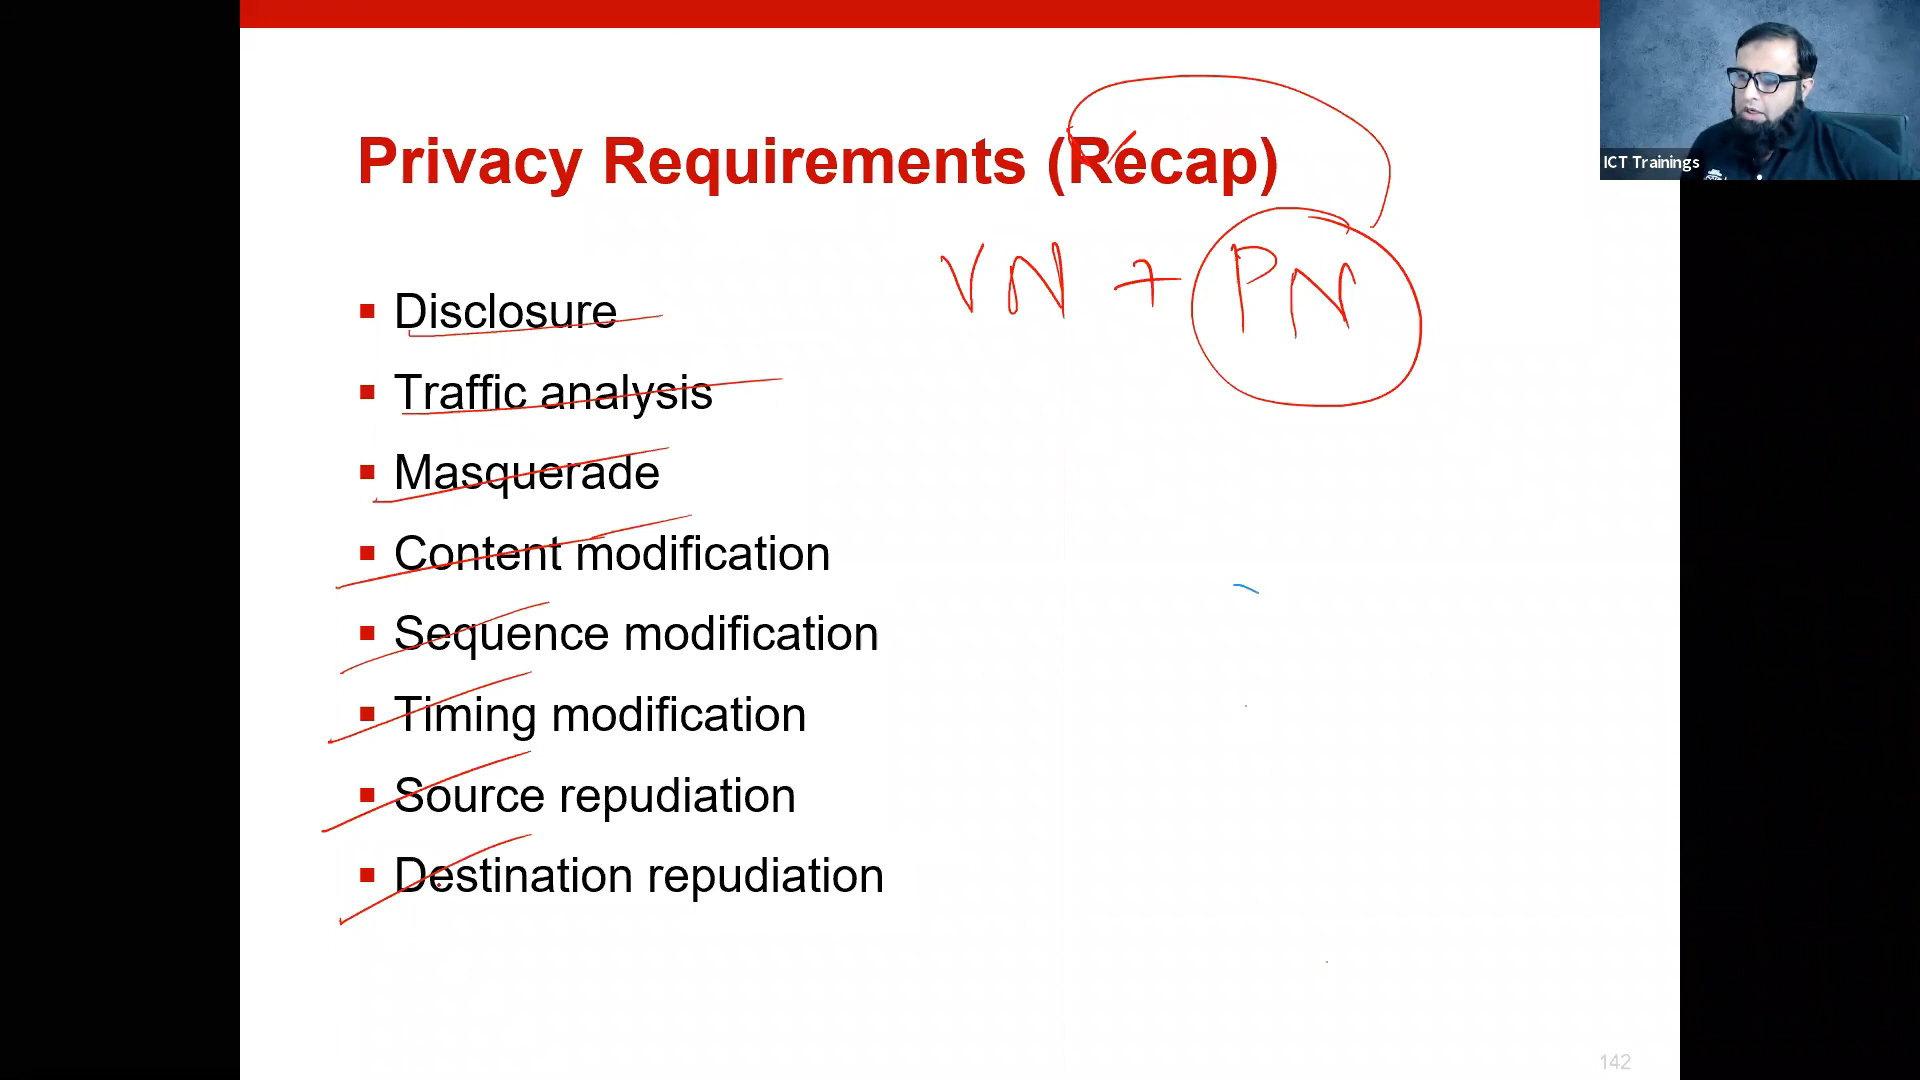 ICT Trainings
Privacy Requirements (Recap)
VN + PN
▪ Disclosure
▪ Traffic analysis
▪ Masquerade
▪ Content modification
▪ Sequence modification
▪ Timing modification
▪ Source repudiation
▪ Destination repudiation
142